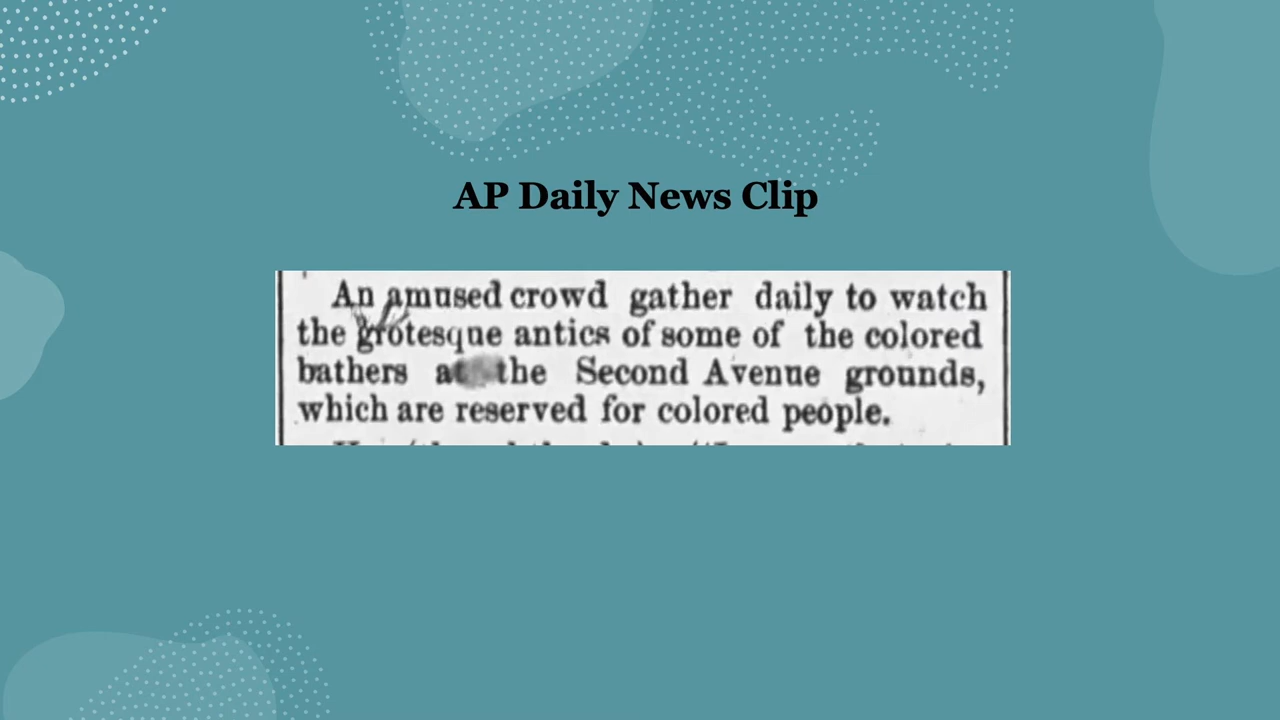 AP Daily News Clip
An amused crowd gather daily to watch
the grotesque antics of some of the colored
bathers at the Second Avenue grounds,
which are reserved for colored people.